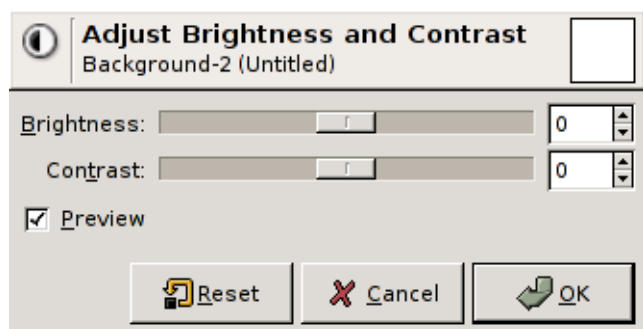 Adjust Brightness and Contrast
Background-2 (Untitled)
Brightness: 0
Contrast: 0
Preview
Reset Cancel OK